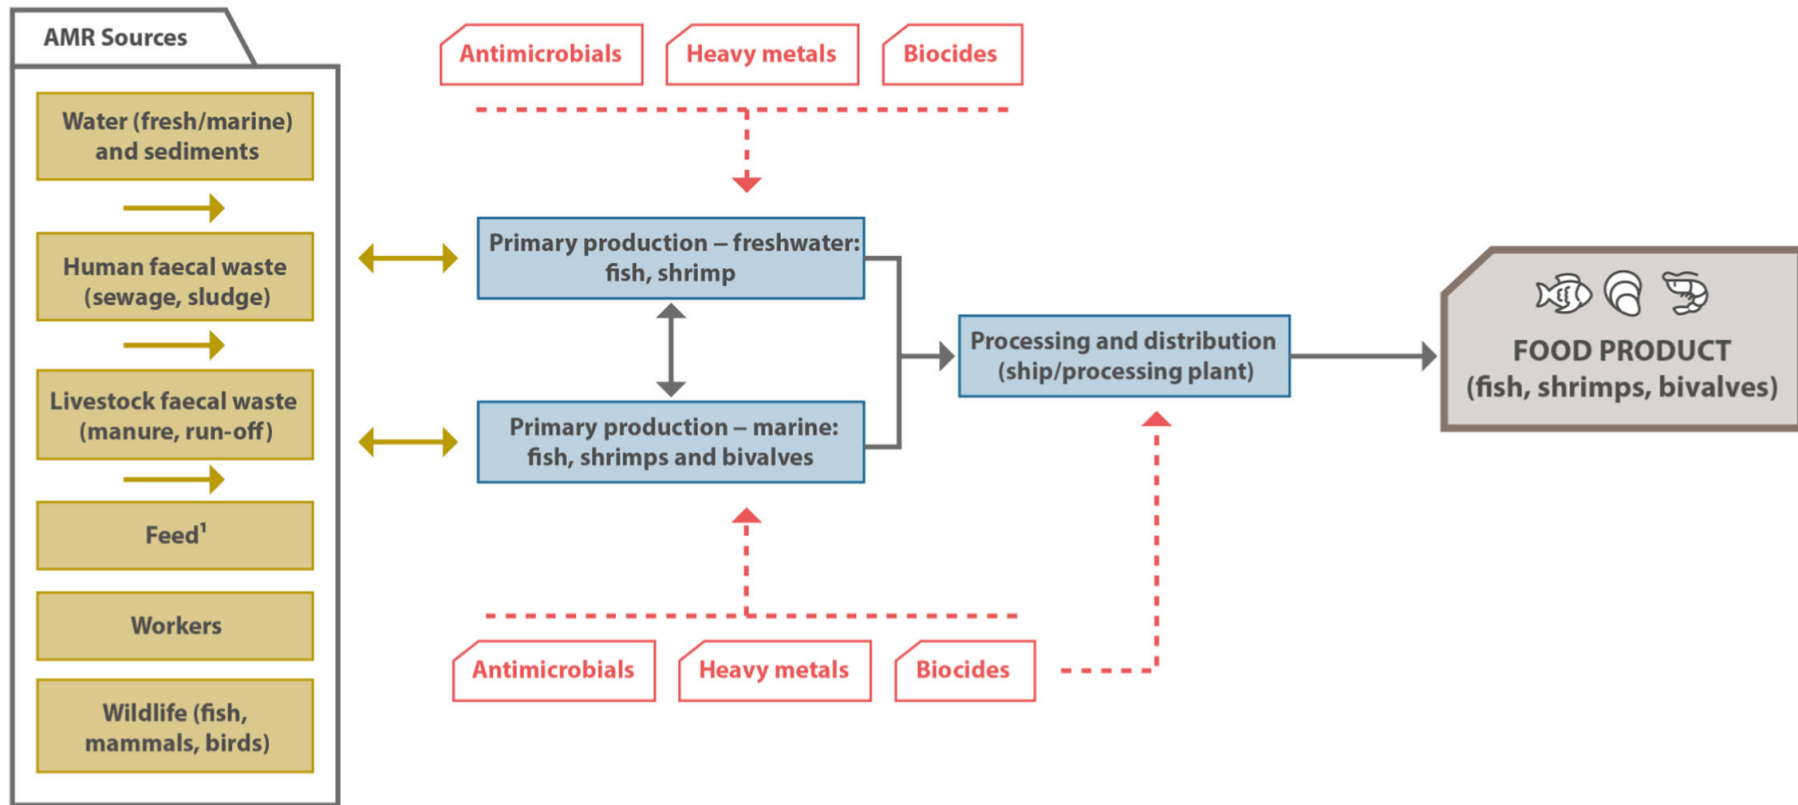 AMR Sources
Water (fresh/marine)
and sediments
Human faecal waste
(sewage, sludge)
Livestock faecal waste
(manure, run-off)
Feed¹
Workers
Wildlife (fish,
mammals, birds)
Antimicrobials
Heavy metals
Biocides
Primary production – freshwater:
fish, shrimp
Primary production – marine:
fish, shrimps and bivalves
Antimicrobials
Heavy metals
Biocides
Processing and distribution
(ship/processing plant)
FOOD PRODUCT
(fish, shrimps, bivalves)